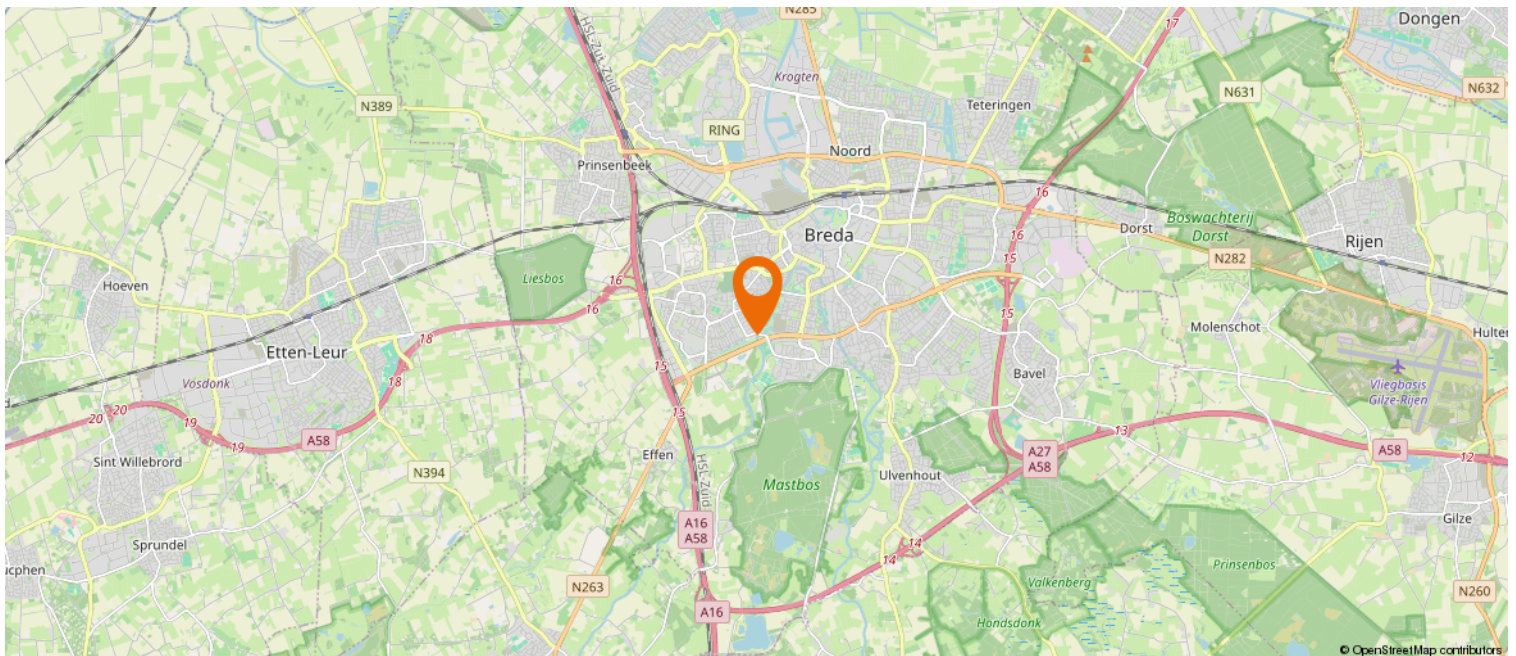 N285
17
Dongen
HSL-Zuid
Zuid
Krogten
N389
Teteringen
N631
N632
RING
Noord
Prinsenbeek
16
Boswachterij
Dorst
Dorst
Breda
16
Rijen
15
N282
Liesbos
16
Hoeven
16
15
Molenschot
18
Etten-Leur
15
Bavel
Vosdonk
18
Vliegbasis
Gilze-Rijen
20
20
15
19
19
A58
13
A27
A58
A58
12
Sint Willebrord
Effen
HSL-Zuid
N394
Ulvenhout
Mastbos
A16
A58
Gilze
Sprundel
14
14
Prinsenbos
N263
Valkenberg
N260
A16
Hondsdonk
© OpenStreetMap contributors